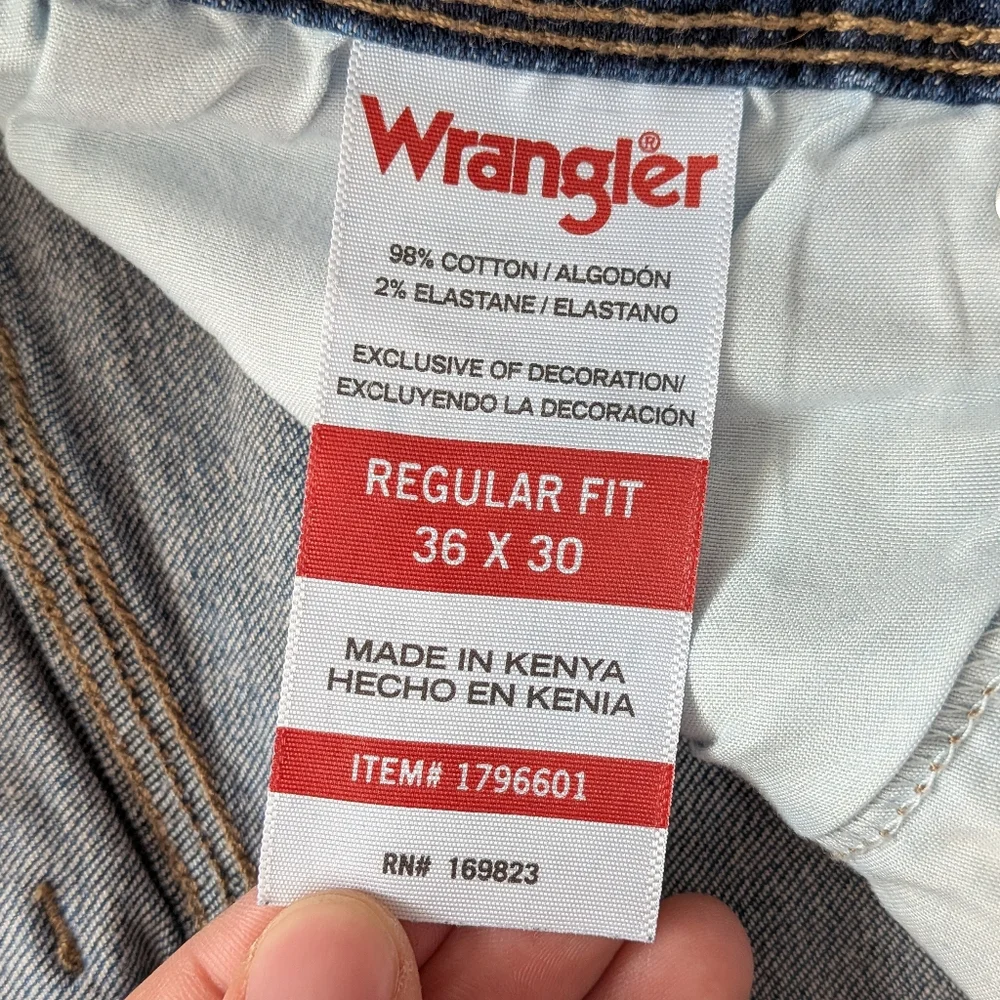 Wrangler®
98% COTTON / ALGODÓN
2% ELASTANE / ELASTANO
EXCLUSIVE OF DECORATION/
EXCLUYENDO LA DECORACIÓN
REGULAR FIT
36 X 30
MADE IN KENYA
HECHO EN KENIA
ITEM# 1796601
RN# 169823